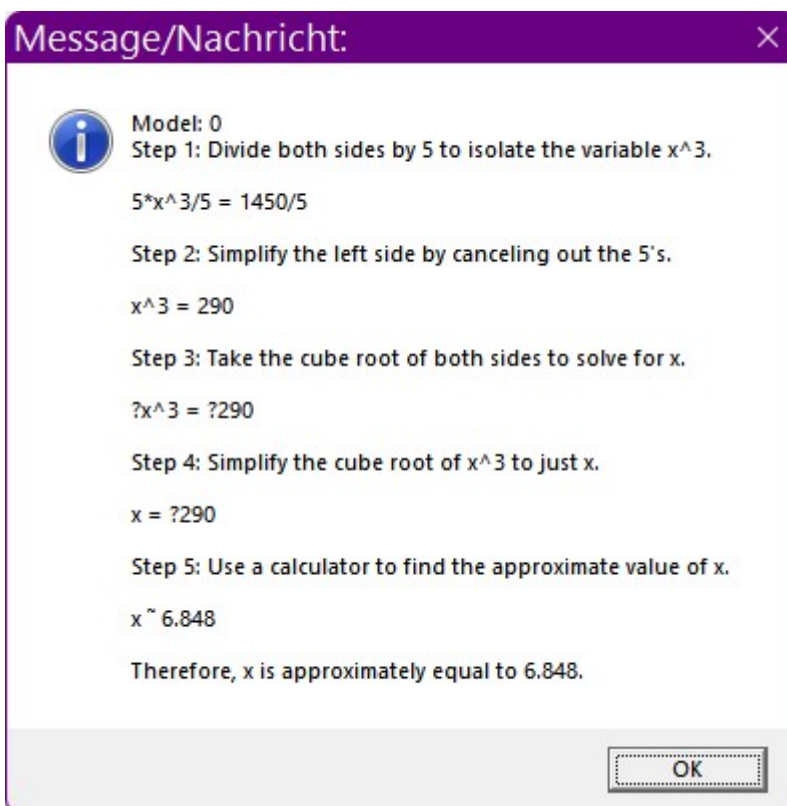 Message/Nachricht:
Model: 0
Step 1: Divide both sides by 5 to isolate the variable x^3.
5*x^3/5 = 1450/5
Step 2: Simplify the left side by canceling out the 5's.
x^3 = 290
Step 3: Take the cube root of both sides to solve for x.
?x^3 = ?290
Step 4: Simplify the cube root of x^3 to just x.
x = ?290
Step 5: Use a calculator to find the approximate value of x.
x ˜ 6.848
Therefore, x is approximately equal to 6.848.
OK